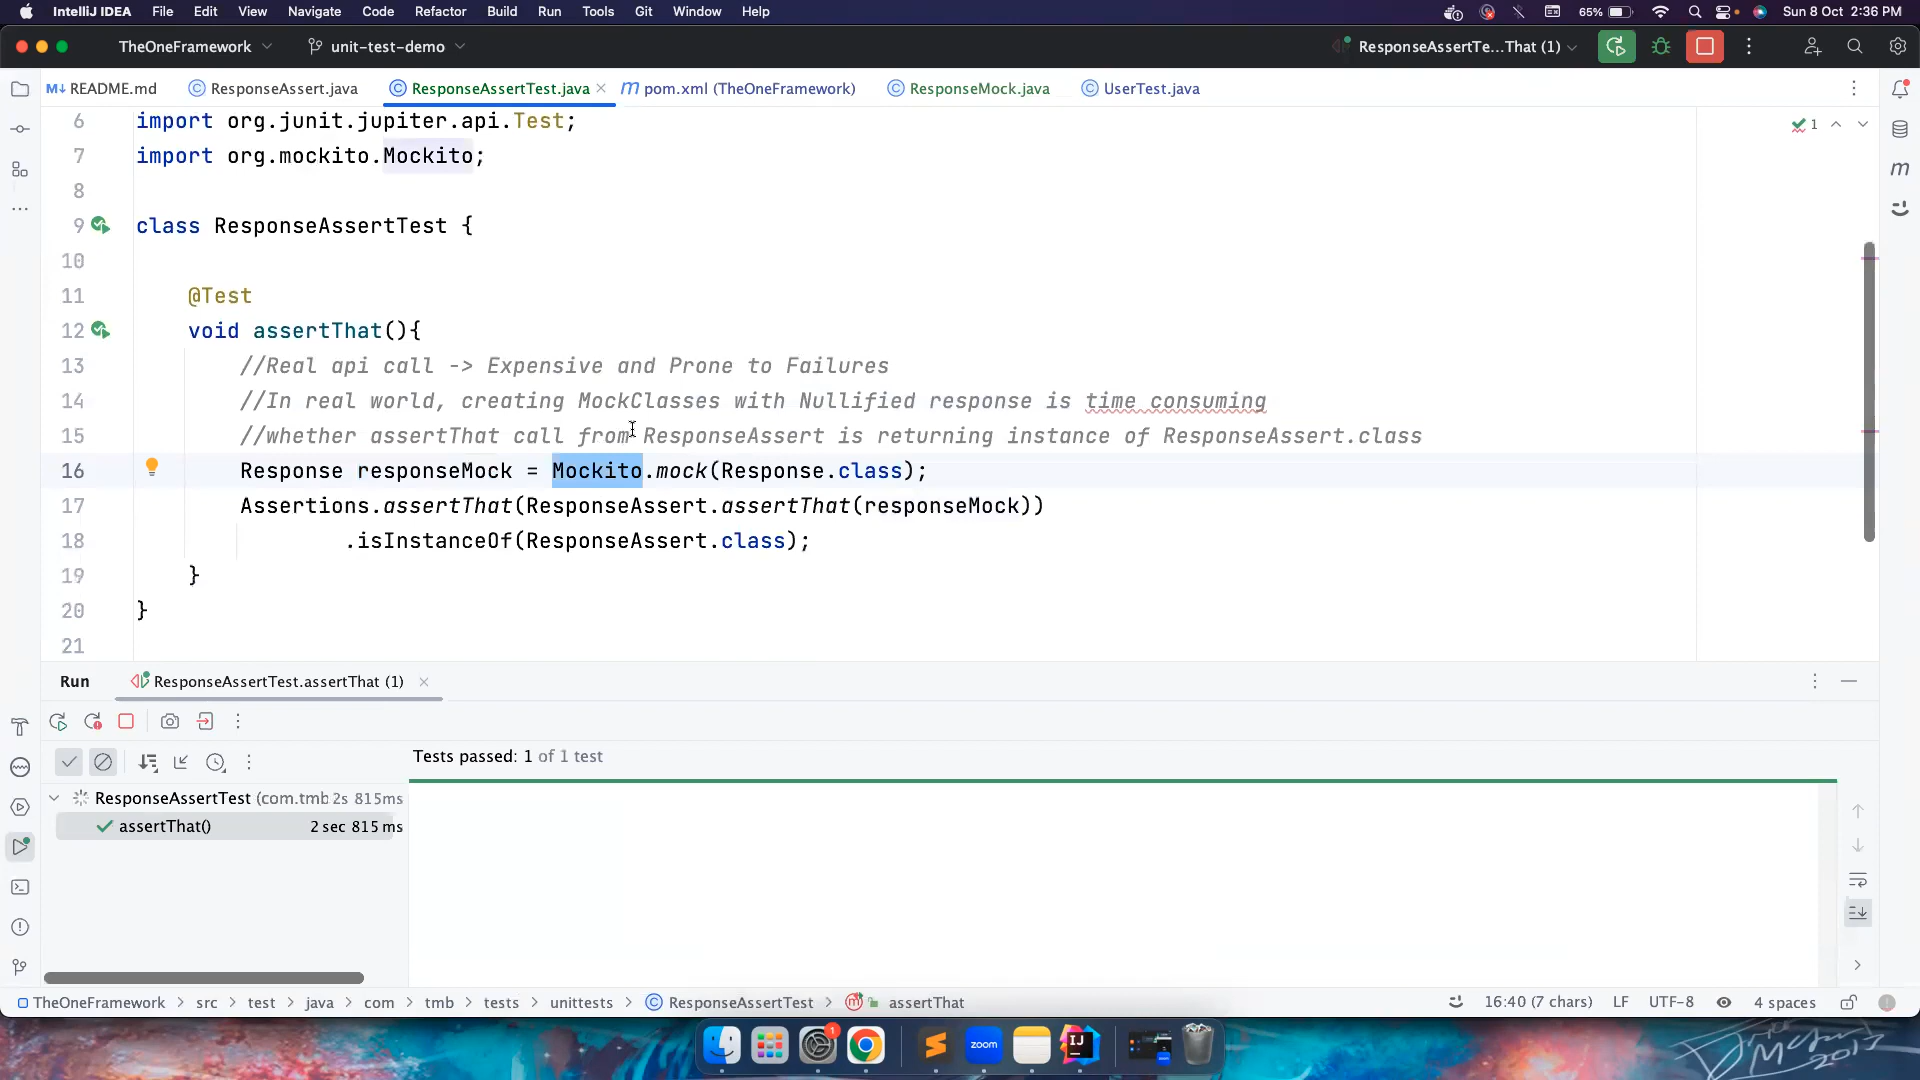 IntelliJ IDEA File Edit View Navigate Code Refactor Build Run Tools Git Window Help 65% Sun 8 Oct 2:36 PM
TheOneFramework unit-test-demo ResponseAssertTe...That (1)
README.md ResponseAssert.java ResponseAssertTest.java pom.xml (TheOneFramework) ResponseMock.java UserTest.java
6 import org.junit.jupiter.api.Test; 1
7 import org.mockito.Mockito;
8
9 class ResponseAssertTest {
10
11 @Test
12 void assertThat(){
13 //Real api call -> Expensive and Prone to Failures
14 //In real world, creating MockClasses with Nullified response is time consuming
15 //whether assertThat call from ResponseAssert is returning instance of ResponseAssert.class
16 Response responseMock = Mockito.mock(Response.class);
17 Assertions.assertThat(ResponseAssert.assertThat(responseMock))
18 .isInstanceOf(ResponseAssert.class);
19 }
20 }
21
Run ResponseAssertTest.assertThat (1)
Tests passed: 1 of 1 test
ResponseAssertTest (com.tmb 2s 815ms
assertThat() 2 sec 815 ms
TheOneFramework > src > test > java > com > tmb > tests > unittests > ResponseAssertTest > assertThat 16:40 (7 chars) LF UTF-8 4 spaces
1 zoom IJ
2017